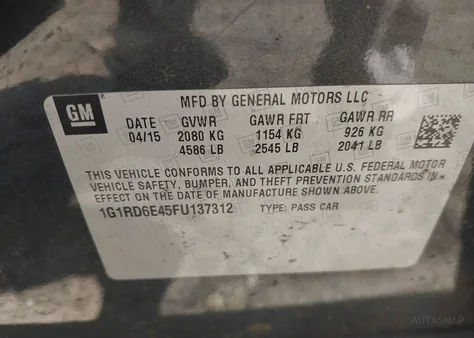 GM
MFD BY GENERAL MOTORS LLC
DATE GVWR GAWR FRT GAWR RR
04/15 2080 KG 1154 KG 926 KG
4586 LB 2545 LB 2041 LB
THIS VEHICLE CONFORMS TO ALL APPLICABLE U.S. FEDERAL MOTOR
VEHICLE SAFETY, BUMPER, AND THEFT PREVENTION STANDARDS IN
EFFECT ON THE DATE OF MANUFACTURE SHOWN ABOVE.
1G1RD6E45FU137312 TYPE: PASS CAR
AUTASNAP